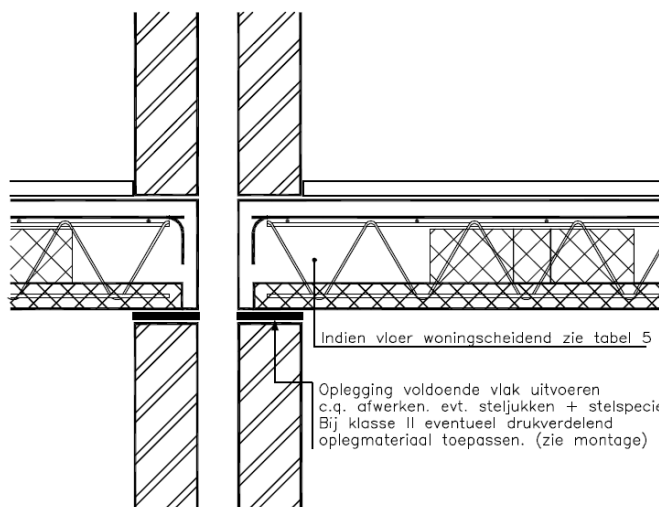 Indien vloer woningscheidend zie tabel 5
Oplegging voldoende vlak uitvoeren
c.q. afwerken. evt. steljukken + stelspecie
Bij klasse II eventueel drukverdelend
oplegmateriaal toepassen. (zie montage)